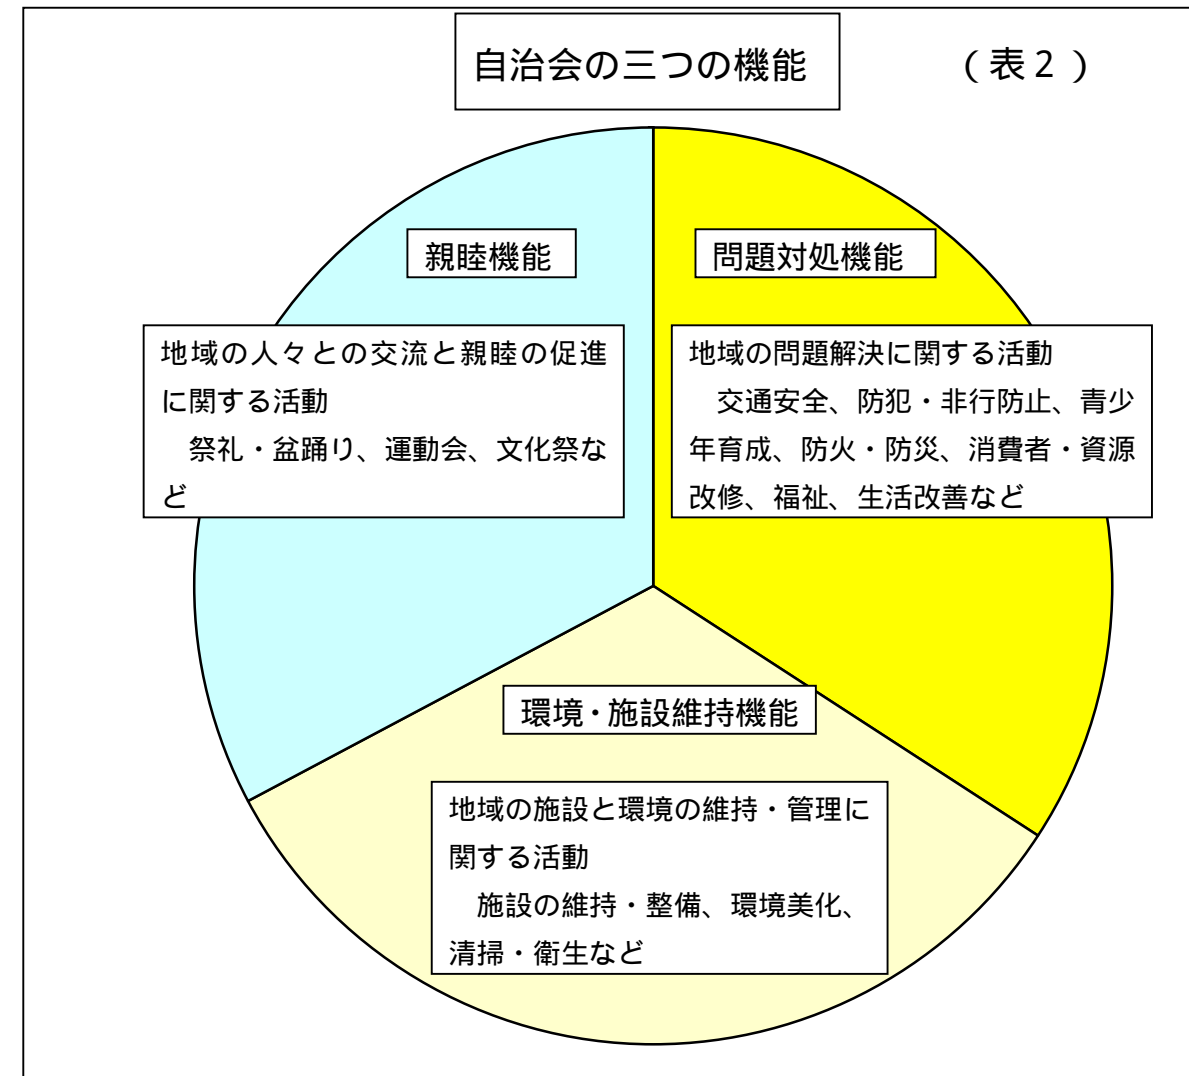 自治会の三つの機能
（表２）
親睦機能
地域の人々との交流と親睦の促進
に関する活動
　祭礼・盆踊り、運動会、文化祭な
ど
問題対処機能
地域の問題解決に関する活動
　交通安全、防犯・非行防止、青少
年育成、防火・防災、消費者・資源
改修、福祉、生活改善など
環境・施設維持機能
地域の施設と環境の維持・管理に
関する活動
　施設の維持・整備、環境美化、
清掃・衛生など